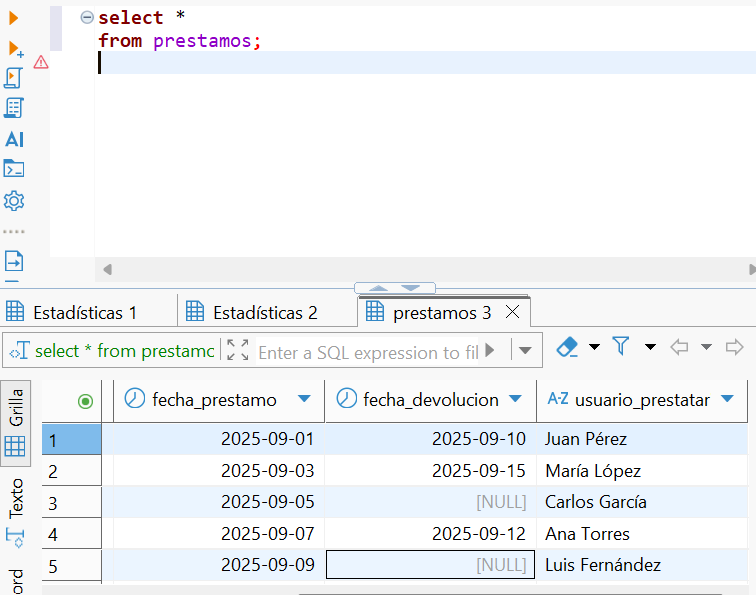 select *
from prestamos;
AI
Estadísticas 1
Estadísticas 2
prestamos 3
select * from prestamc
Enter a SQL expression to fil
Grilla
Texto
ord
fecha_prestamo
fecha_devolucion
A-Z usuario_prestatar
1 2025-09-01 2025-09-10 Juan Pérez
2 2025-09-03 2025-09-15 María López
3 2025-09-05 [NULL] Carlos García
4 2025-09-07 2025-09-12 Ana Torres
5 2025-09-09 [NULL] Luis Fernández